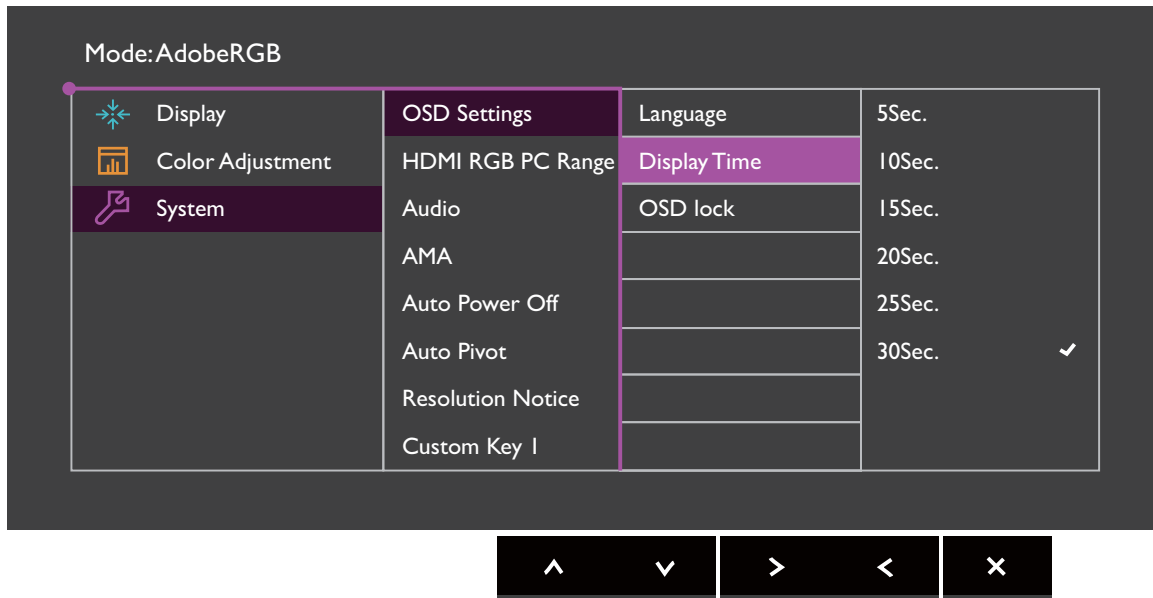 Mode: AdobeRGB
Display
Color Adjustment
System
OSD Settings
HDMI RGB PC Range
Audio
AMA
Auto Power Off
Auto Pivot
Resolution Notice
Custom Key 1
Language
Display Time
OSD lock
5Sec.
10Sec.
15Sec.
20Sec.
25Sec.
30Sec.